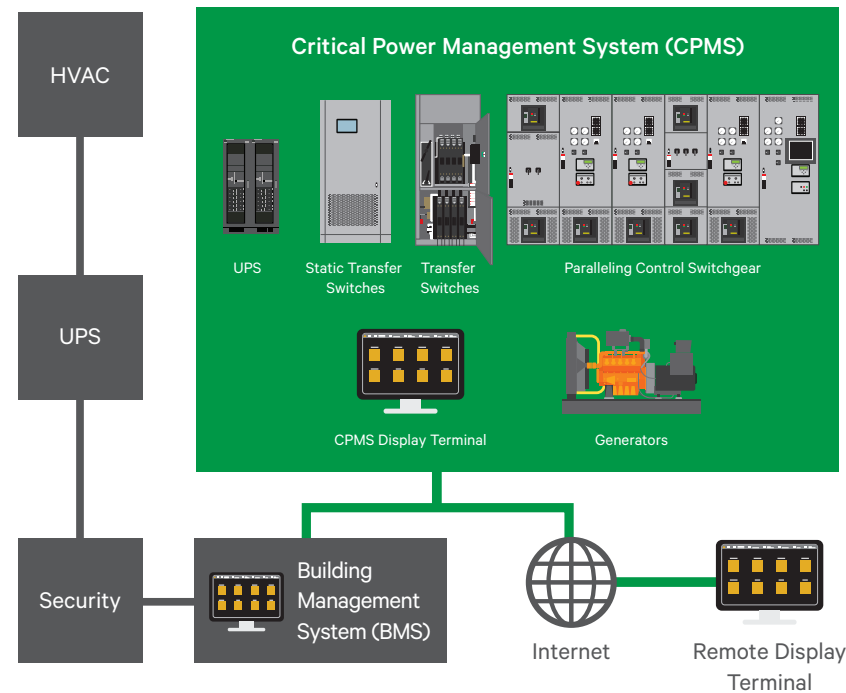 HVAC
Critical Power Management System (CPMS)
UPS
Static Transfer
Switches
Transfer
Switches
Paralleling Control Switchgear
UPS
CPMS Display Terminal
Generators
Security
Building
Management
System (BMS)
Internet
Remote Display
Terminal